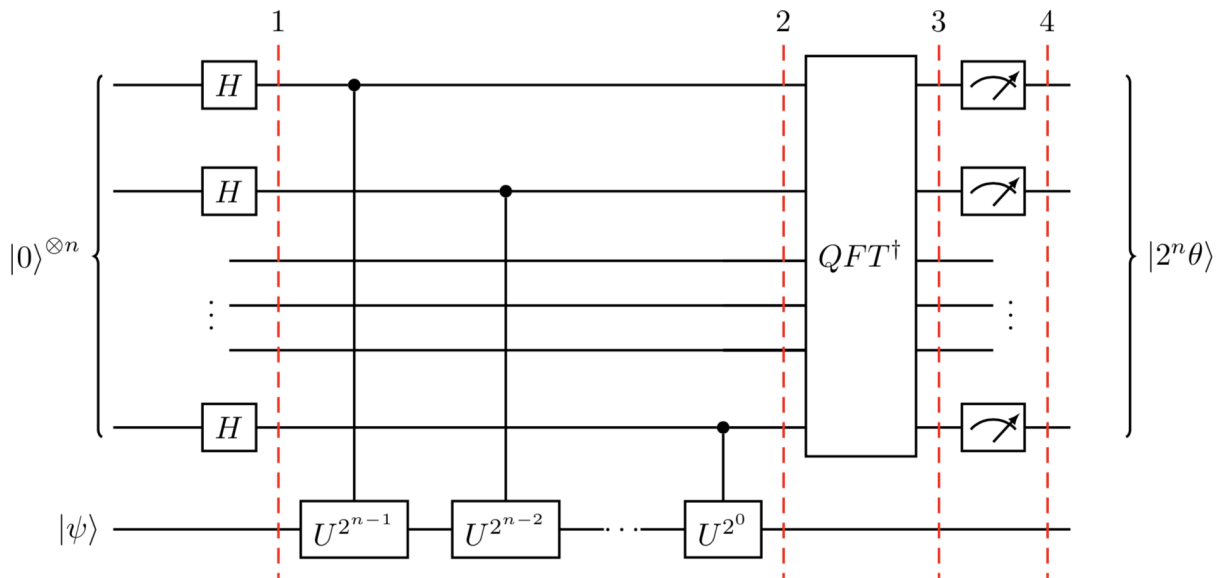 1 2 3 4
H
H
|0⟩^{⊗n} QFT† |2^nθ⟩
⋮ ⋮
H
|ψ⟩ U^{2^{n−1}} U^{2^{n−2}} ··· U^{2^0}